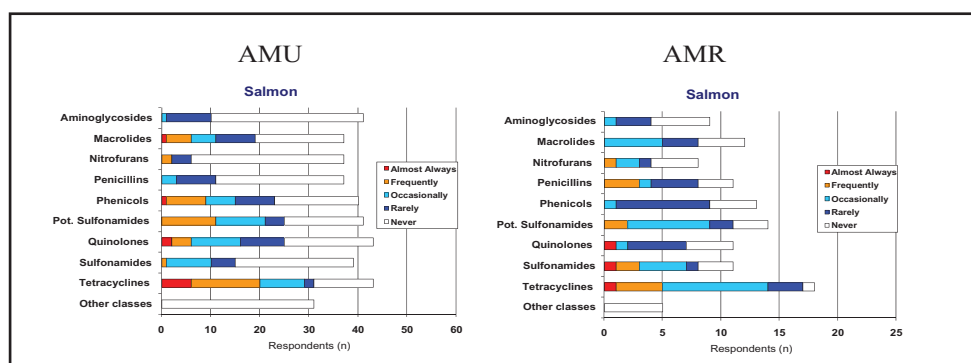 AMU
Salmon
Aminoglycosides
Macrolides
Nitrofurans
Penicillins
Phenicols
Pot. Sulfonamides
Quinolones
Sulfonamides
Tetracyclines
Other classes
0 10 20 30 40 50 60
Respondents (n)
Almost Always
Frequently
Occasionally
Rarely
Never
AMR
Salmon
Aminoglycosides
Macrolides
Nitrofurans
Penicillins
Phenicols
Pot. Sulfonamides
Quinolones
Sulfonamides
Tetracyclines
Other classes
0 5 10 15 20 25
Respondents (n)
Almost Always
Frequently
Occasionally
Rarely
Never